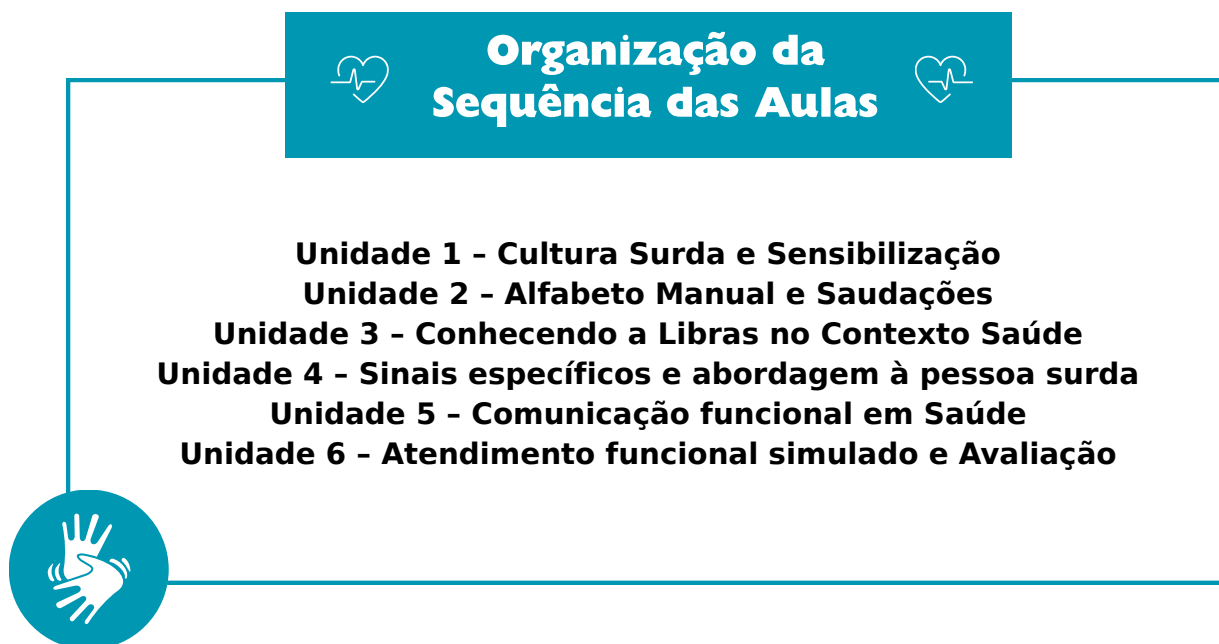 Organização da
Sequência das Aulas
Unidade 1 – Cultura Surda e Sensibilização
Unidade 2 – Alfabeto Manual e Saudações
Unidade 3 – Conhecendo a Libras no Contexto Saúde
Unidade 4 – Sinais específicos e abordagem à pessoa surda
Unidade 5 – Comunicação funcional em Saúde
Unidade 6 – Atendimento funcional simulado e Avaliação